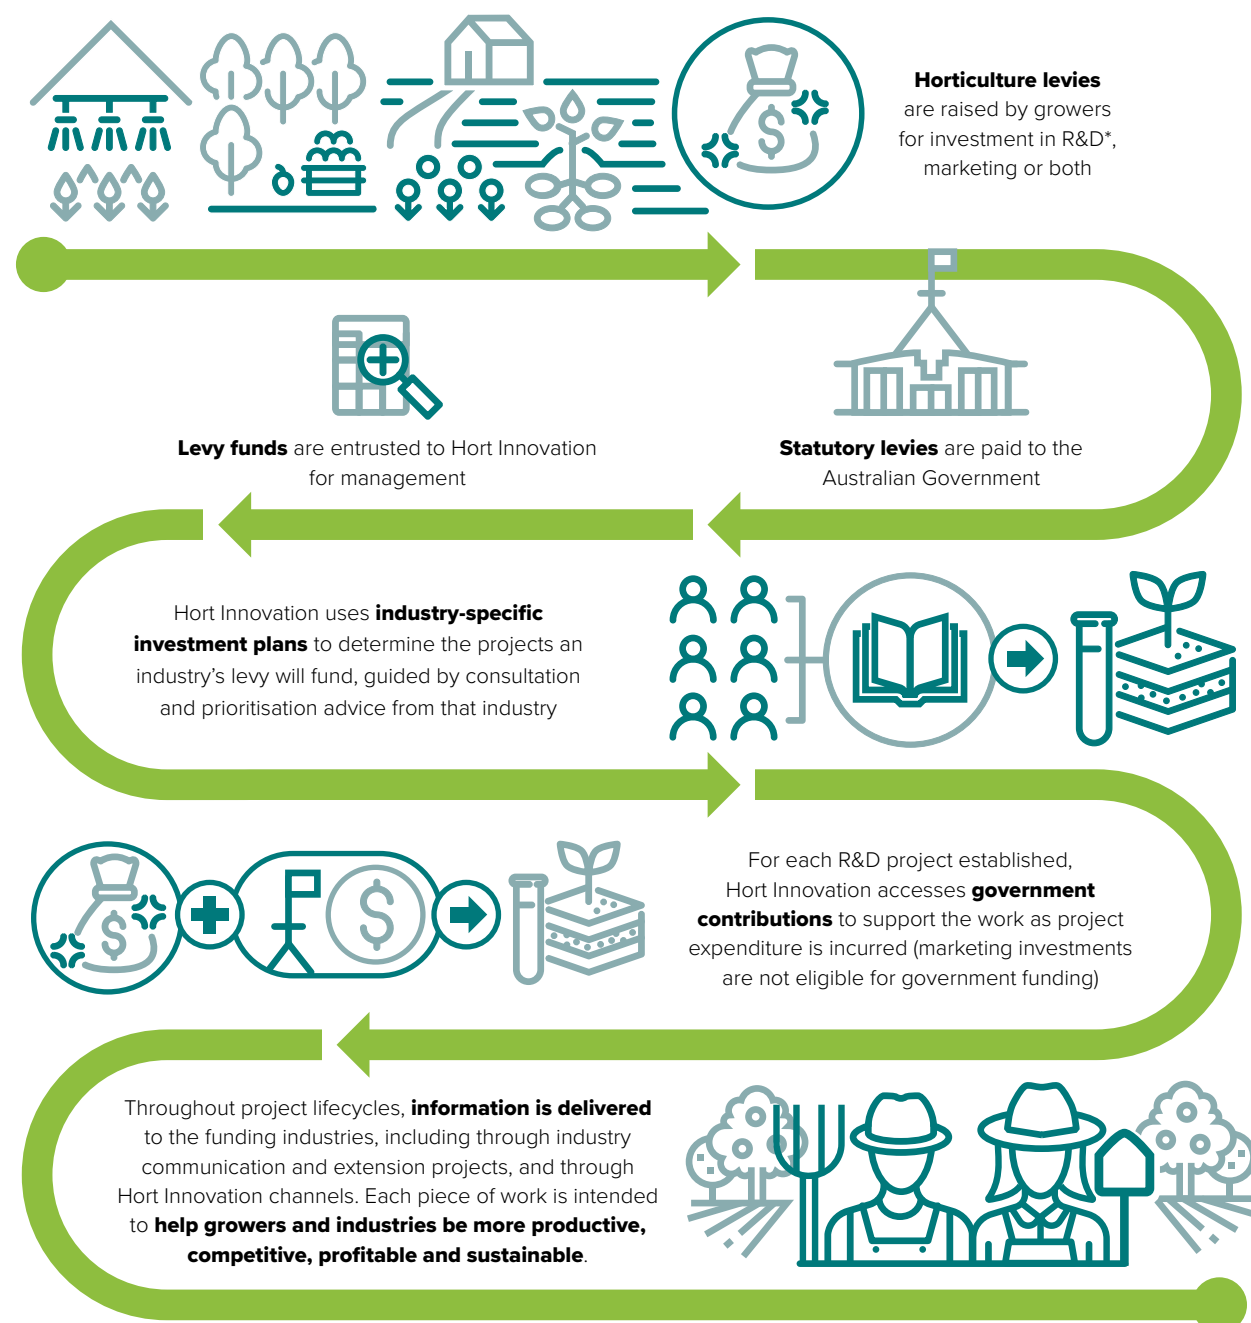 Horticulture levies
are raised by growers
for investment in R&D*,
marketing or both
Statutory levies are paid to the
Australian Government
Levy funds are entrusted to Hort Innovation
for management
Hort Innovation uses industry-specific
investment plans to determine the projects an
industry’s levy will fund, guided by consultation
and prioritisation advice from that industry
For each R&D project established,
Hort Innovation accesses government
contributions to support the work as project
expenditure is incurred (marketing investments
are not eligible for government funding)
Throughout project lifecycles, information is delivered
to the funding industries, including through industry
communication and extension projects, and through
Hort Innovation channels. Each piece of work is intended
to help growers and industries be more productive,
competitive, profitable and sustainable.